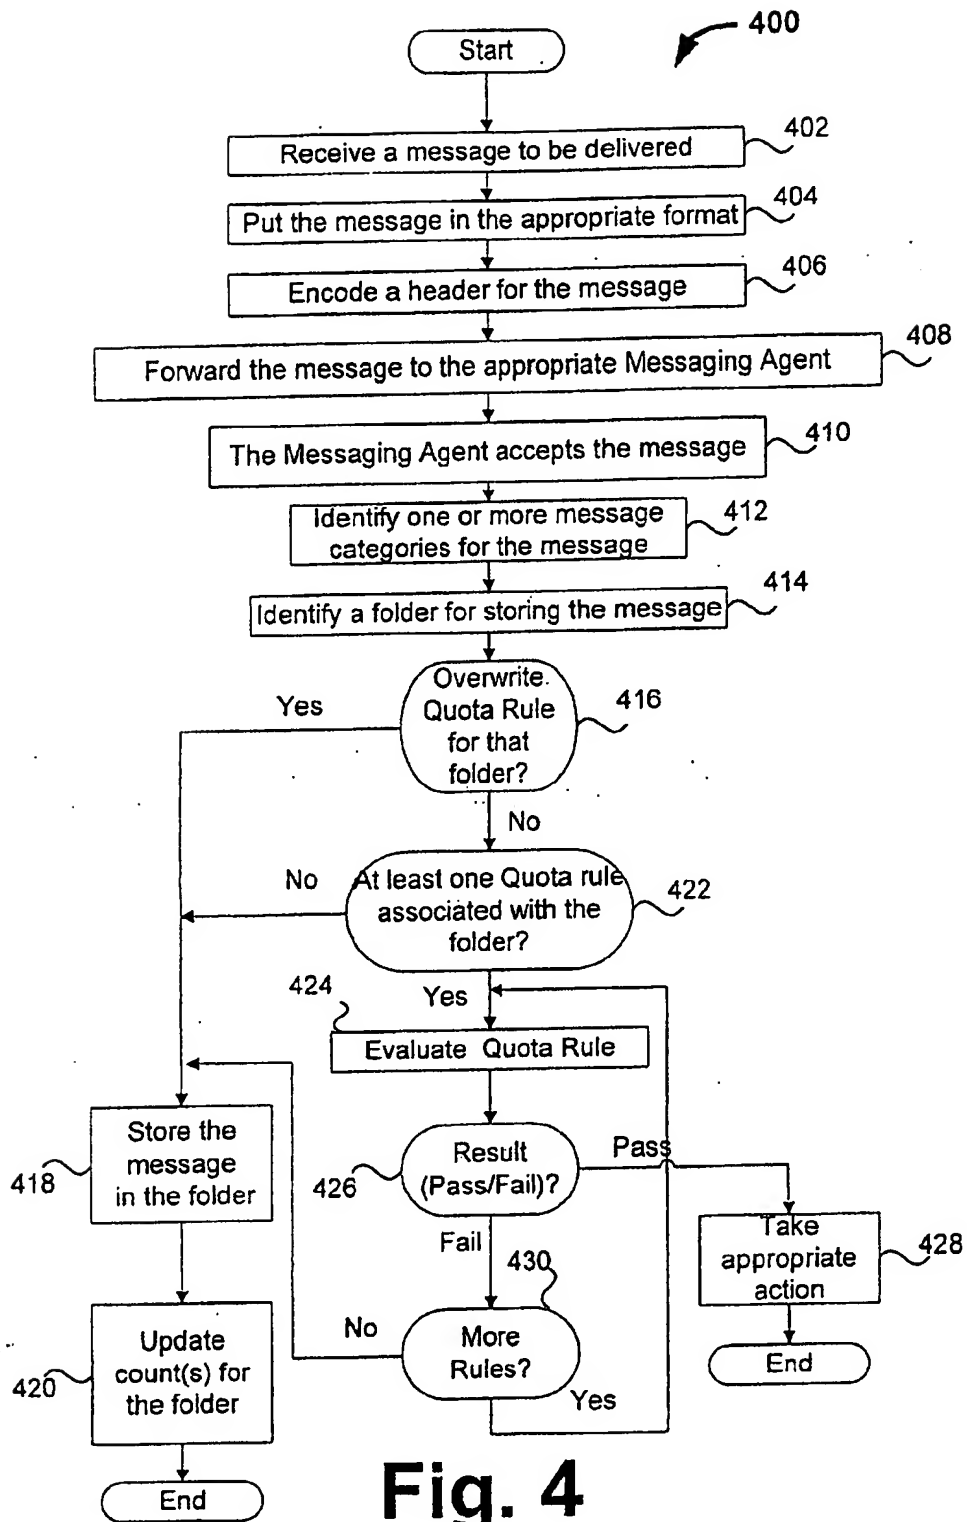 400
Start
402
Receive a message to be delivered
404
Put the message in the appropriate format
406
Encode a header for the message
408
Forward the message to the appropriate Messaging Agent
410
The Messaging Agent accepts the message
412
Identify one or more message
categories for the message
414
Identify a folder for storing the message
Overwrite
Quota Rule
for that
folder?
416
Yes
No
At least one Quota rule
associated with the
folder?
422
No
Yes
424
Evaluate Quota Rule
Result
(Pass/Fail)?
426
Pass
Fail
Store the
message
in the folder
418
Take
appropriate
action
428
430
More
Rules?
No
Yes
Update
count(s) for
the folder
420
End
End
Fig. 4